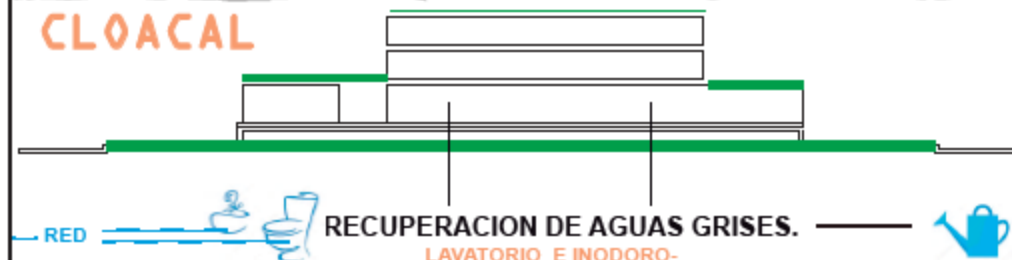 CLOACAL
RED
RECUPERACION DE AGUAS GRISES.
LAVATORIO E INODORO-